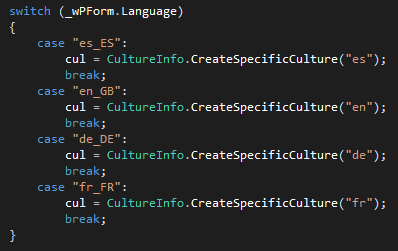 switch (_wPForm.Language)
{
    case "es_ES":
        cul = CultureInfo.CreateSpecificCulture("es");
        break;
    case "en_GB":
        cul = CultureInfo.CreateSpecificCulture("en");
        break;
    case "de_DE":
        cul = CultureInfo.CreateSpecificCulture("de");
        break;
    case "fr_FR":
        cul = CultureInfo.CreateSpecificCulture("fr");
        break;
}